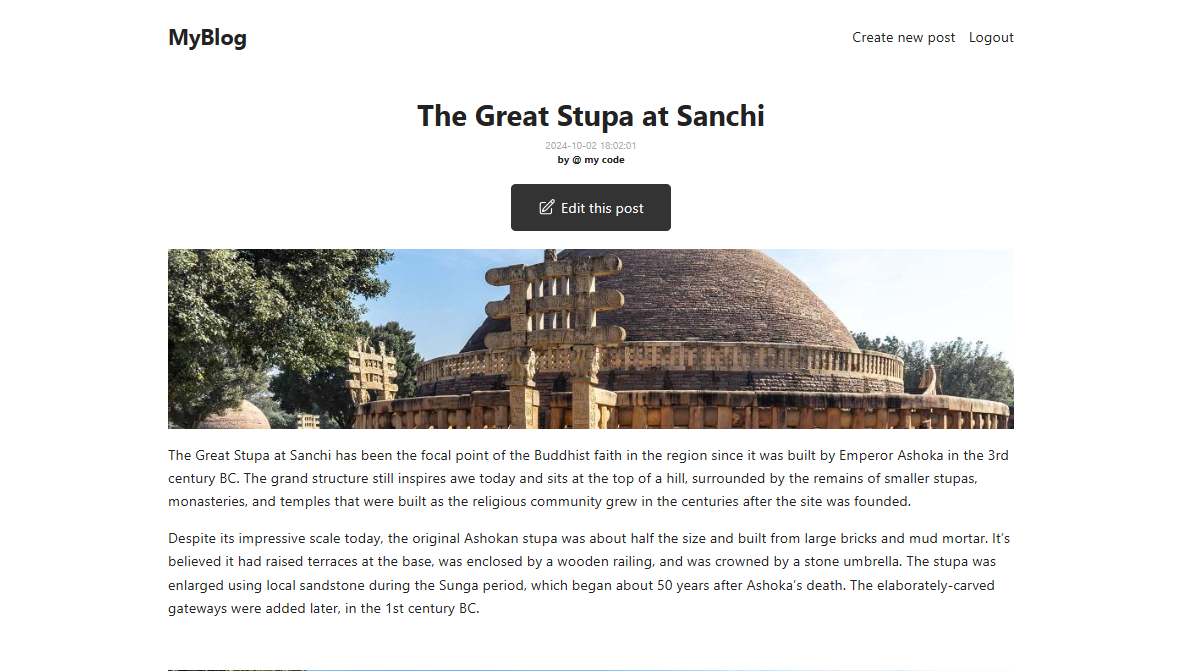 MyBlog
Create new post Logout
The Great Stupa at Sanchi
2024-10-02 18:02:01
by @ my code
Edit this post
The Great Stupa at Sanchi has been the focal point of the Buddhist faith in the region since it was built by Emperor Ashoka in the 3rd
century BC. The grand structure still inspires awe today and sits at the top of a hill, surrounded by the remains of smaller stupas,
monasteries, and temples that were built as the religious community grew in the centuries after the site was founded.
Despite its impressive scale today, the original Ashokan stupa was about half the size and built from large bricks and mud mortar. It’s
believed it had raised terraces at the base, was enclosed by a wooden railing, and was crowned by a stone umbrella. The stupa was
enlarged using local sandstone during the Sunga period, which began about 50 years after Ashoka’s death. The elaborately-carved
gateways were added later, in the 1st century BC.